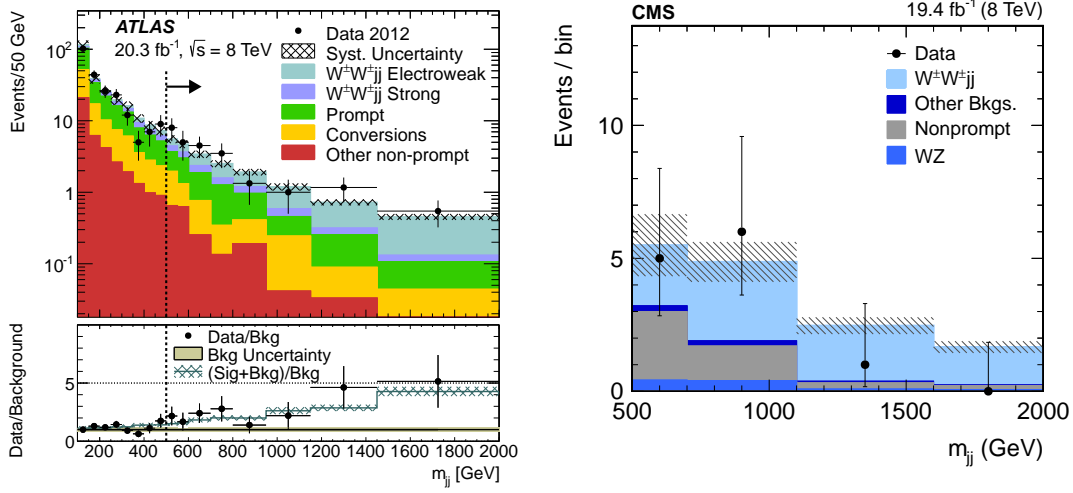 ATLAS
20.3 fb⁻¹, √s = 8 TeV
Data 2012
Syst. Uncertainty
W±W±jj Electroweak
W±W±jj Strong
Prompt
Conversions
Other non-prompt
Events/50 GeV
10²
10
1
10⁻¹
Data/Bkg
Bkg Uncertainty
(Sig+Bkg)/Bkg
Data/Background
5
1
200 400 600 800 1000 1200 1400 1600 1800 2000
m_jj [GeV]
CMS 19.4 fb⁻¹ (8 TeV)
Data
W±W±jj
Other Bkgs.
Nonprompt
WZ
Events / bin
10
5
0
500 1000 1500 2000
m_jj (GeV)